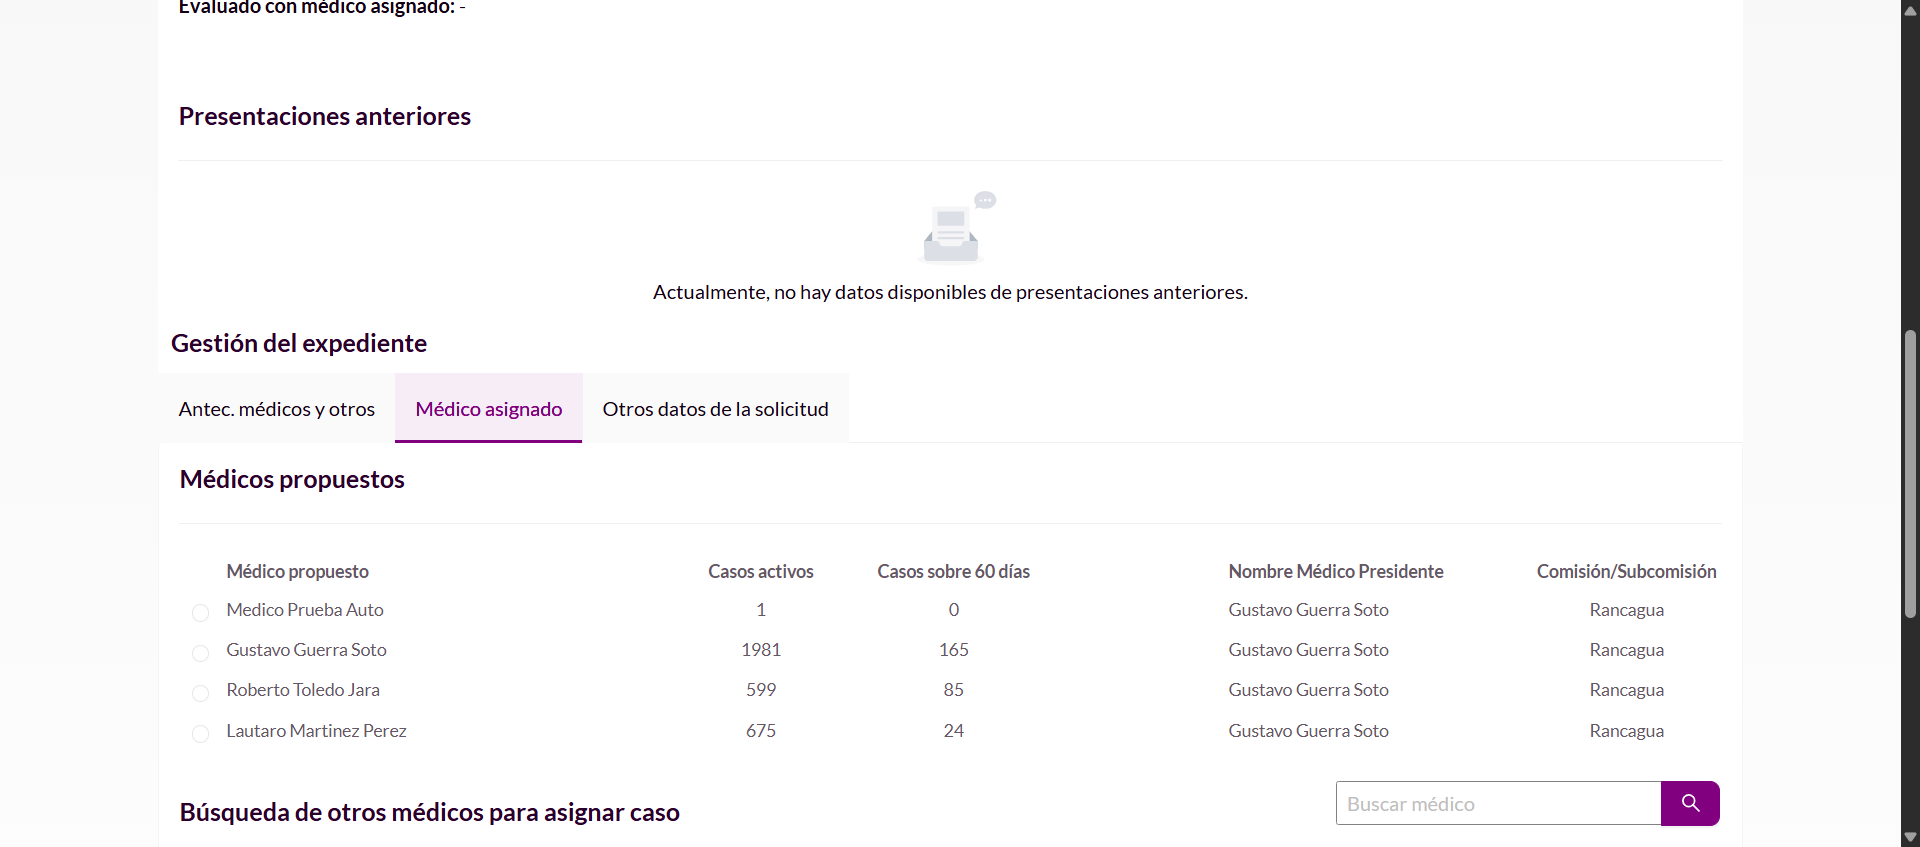 Evaluado con médico asignado: -
Presentaciones anteriores
Actualmente, no hay datos disponibles de presentaciones anteriores.
Gestión del expediente
Antec. médicos y otros Médico asignado Otros datos de la solicitud
Médicos propuestos
Médico propuesto Casos activos Casos sobre 60 días Nombre Médico Presidente Comisión/Subcomisión
Medico Prueba Auto 1 0 Gustavo Guerra Soto Rancagua
Gustavo Guerra Soto 1981 165 Gustavo Guerra Soto Rancagua
Roberto Toledo Jara 599 85 Gustavo Guerra Soto Rancagua
Lautaro Martinez Perez 675 24 Gustavo Guerra Soto Rancagua
Búsqueda de otros médicos para asignar caso Buscar médico